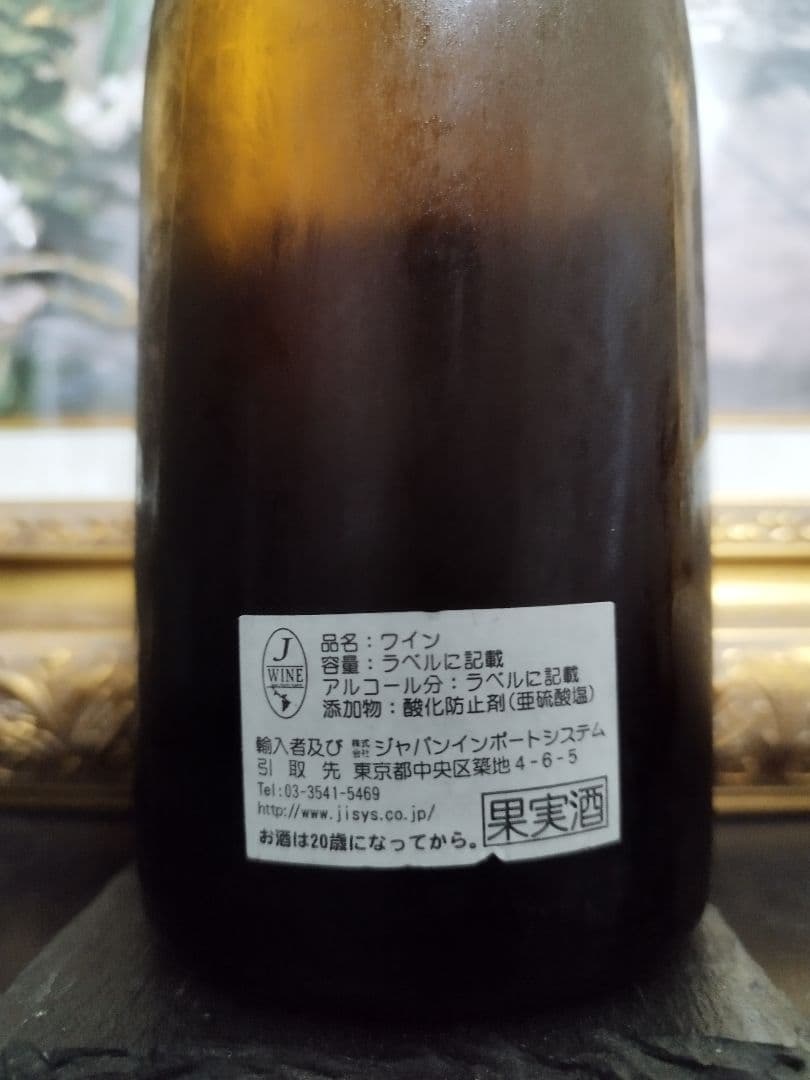 J
WINE
品名：ワイン
容量：ラベルに記載
アルコール分：ラベルに記載
添加物：酸化防止剤（亜硫酸塩）
輸入者及び 株式会社 ジャパンインポートシステム
引取先 東京都中央区築地4-6-5
Tel:03-3541-5469
http://www.jisys.co.jp/
果実酒
お酒は20歳になってから。